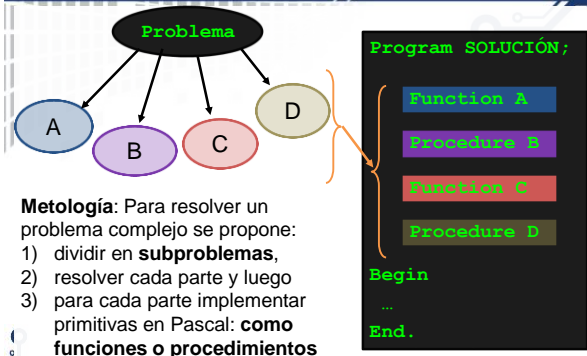 Problema
A
B
C
D
Metología: Para resolver un
problema complejo se propone:
1) dividir en subproblemas,
2) resolver cada parte y luego
3) para cada parte implementar
primitivas en Pascal: como
funciones o procedimientos
Program SOLUCIÓN;
Function A
Procedure B
Function C
Procedure D
Begin
…
End.